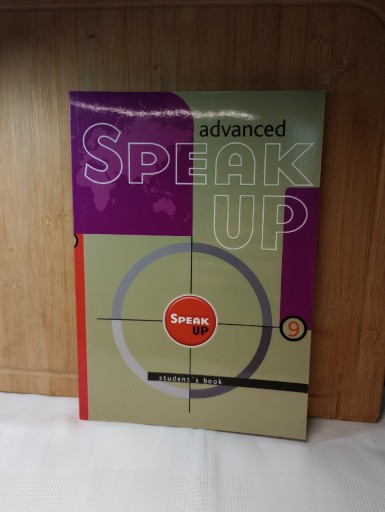 advanced
SPEAK
UP
SPEAK
UP
9
student's book